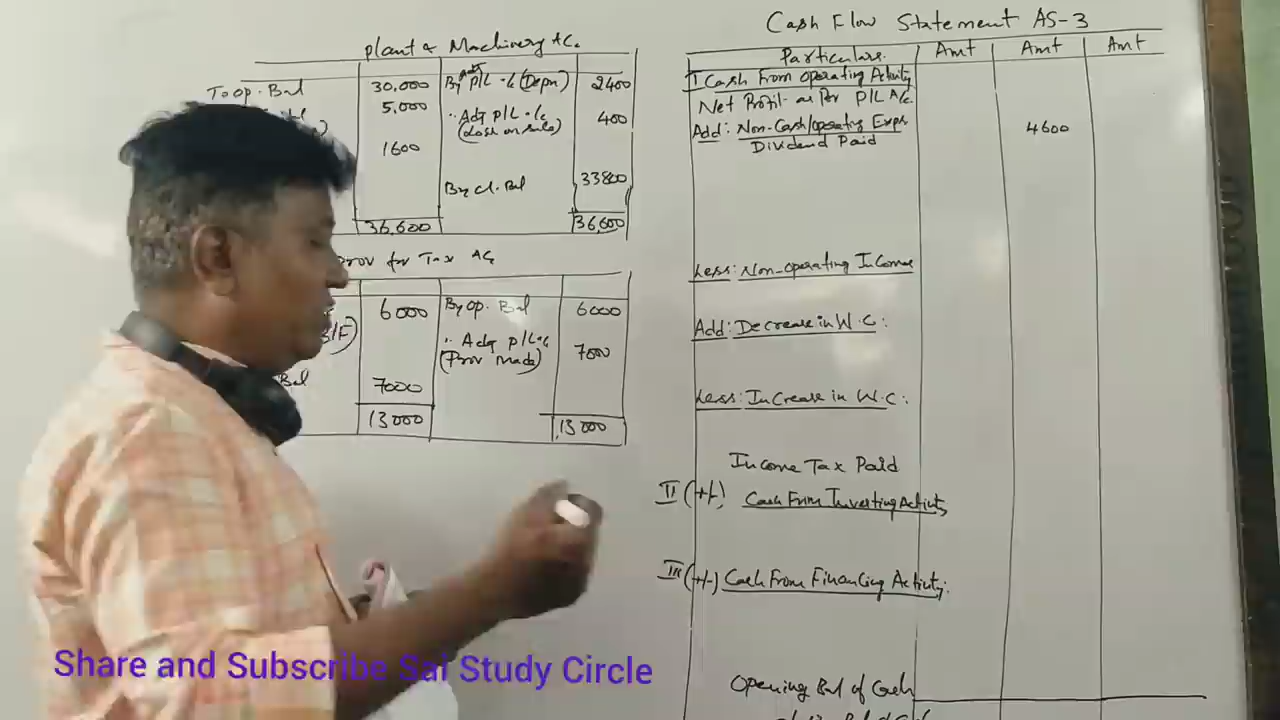 Cash Flow Statement AS-3
Plant & Machinery A/c.
To op. Bal 30,000 By Adj P/L A/c (Depn) 2400
5,000 " Adj P/L A/c (Loss on Sale) 400
1600
By Cl. Bal 33800
36,600 36,600
Prov for Tax A/c
6000 By Op. Bal 6000
B/F) " Adj P/L A/c (Prov Made) 7000
Bal 7000
13000 13000
Particulars. Amt Amt Amt
I Cash From operating Activity
Net Profit as Per P/L A/c.
Add: Non-Cash/operating Exps 4600
Dividend Paid
Less: Non-operating Incomes
Add: Decrease in W.C:
Less: Increase in W.C:
Income Tax Paid
II (+/-) Cash From Investing Activity
III (+/-) Cash From Financing Activity:
Opening Bal of Cash
Share and Subscribe Sai Study Circle